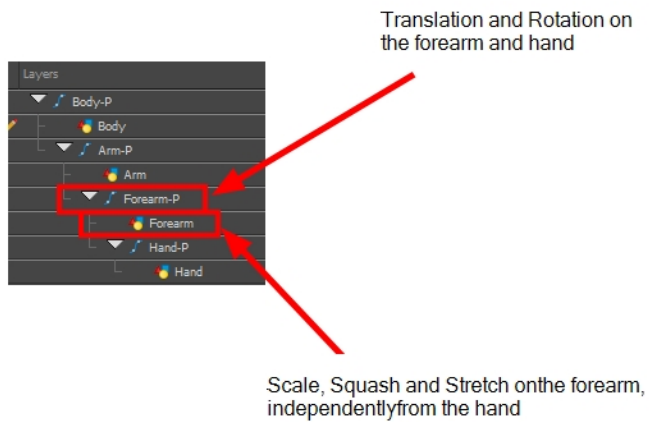 Translation and Rotation on
the forearm and hand
Layers
Body-P
Body
Arm-P
Arm
Forearm-P
Forearm
Hand-P
Hand
Scale, Squash and Stretch onthe forearm,
independentlyfrom the hand